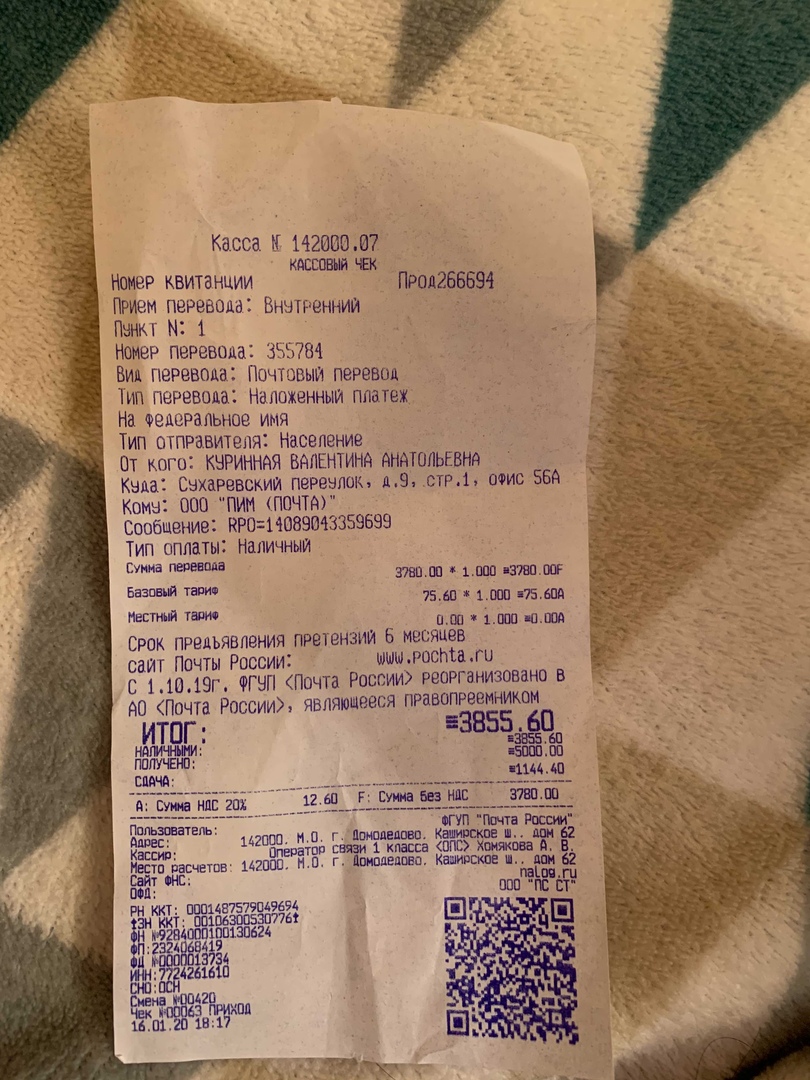 Касса № 142000.07
КАССОВЫЙ ЧЕК
Номер квитанции Прод266694
Прием перевода: Внутренний
Пункт N: 1
Номер перевода: 355784
Вид перевода: Почтовый перевод
Тип перевода: Наложенный платеж
На федеральное имя
Тип отправителя: Население
От кого: КУРИННАЯ ВАЛЕНТИНА АНАТОЛЬЕВНА
Куда: Сухаревский переулок, д.9, стр.1, офис 56А
Кому: ООО "ПИМ (ПОЧТА)"
Сообщение: RPO=14089043359699
Тип оплаты: Наличный
Сумма перевода 3780.00 * 1.000 ≡3780.00F
Базовый тариф 75.60 * 1.000 ≡75.60А
Местный тариф 0.00 * 1.000 ≡0.00А
Срок предъявления претензий 6 месяцев
сайт Почты России: www.pochta.ru
С 1.10.19г. ФГУП <Почта России> реорганизовано в
АО <Почта России>, являющееся правопреемником
ИТОГ: ≡3855.60
НАЛИЧНЫМИ: ≡3855.60
ПОЛУЧЕНО: ≡5000.00
СДАЧА: ≡1144.40
А: Сумма НДС 20% 12.60 F: Сумма без НДС 3780.00
Пользователь: ФГУП "Почта России"
Адрес: 142000. М.О. г. Домодедово. Каширское ш.. дом 62
Кассир: Оператор связи 1 класса <ОПС> Хомякова А. В.
Место расчетов: 142000. М.О. г. Домодедово. Каширское ш.. дом 62
Сайт ФНС: nalog.ru
ОФД: ООО "ПС СТ"
РН ККТ: 0001487579049694
‡ЗН ККТ: 00106300530776‡
ФН №9284000100130624
ФП:2324068419
ФД №0000013734
ИНН:7724261610
СНО:ОСН
Смена №00420
Чек №00063 ПРИХОД
16.01.20 18:17